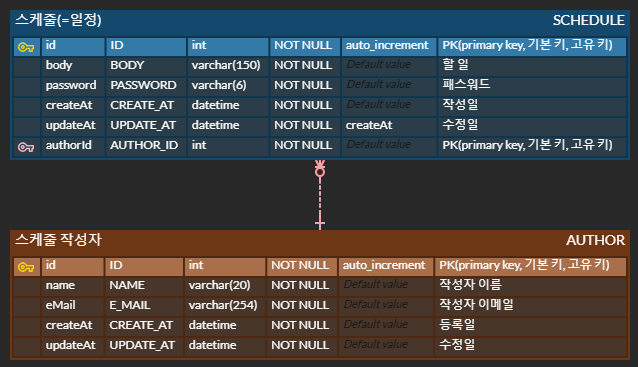 스케줄(=일정) SCHEDULE
id ID int NOT NULL auto_increment PK(primary key, 기본 키, 고유 키)
body BODY varchar(150) NOT NULL Default value 할 일
password PASSWORD varchar(6) NOT NULL Default value 패스워드
createAt CREATE_AT datetime NOT NULL Default value 작성일
updateAt UPDATE_AT datetime NOT NULL createAt 수정일
authorId AUTHOR_ID int NOT NULL Default value PK(primary key, 기본 키, 고유 키)
스케줄 작성자 AUTHOR
id ID int NOT NULL auto_increment PK(primary key, 기본 키, 고유 키)
name NAME varchar(20) NOT NULL Default value 작성자 이름
eMail E_MAIL varchar(254) NOT NULL Default value 작성자 이메일
createAt CREATE_AT datetime NOT NULL Default value 등록일
updateAt UPDATE_AT datetime NOT NULL Default value 수정일